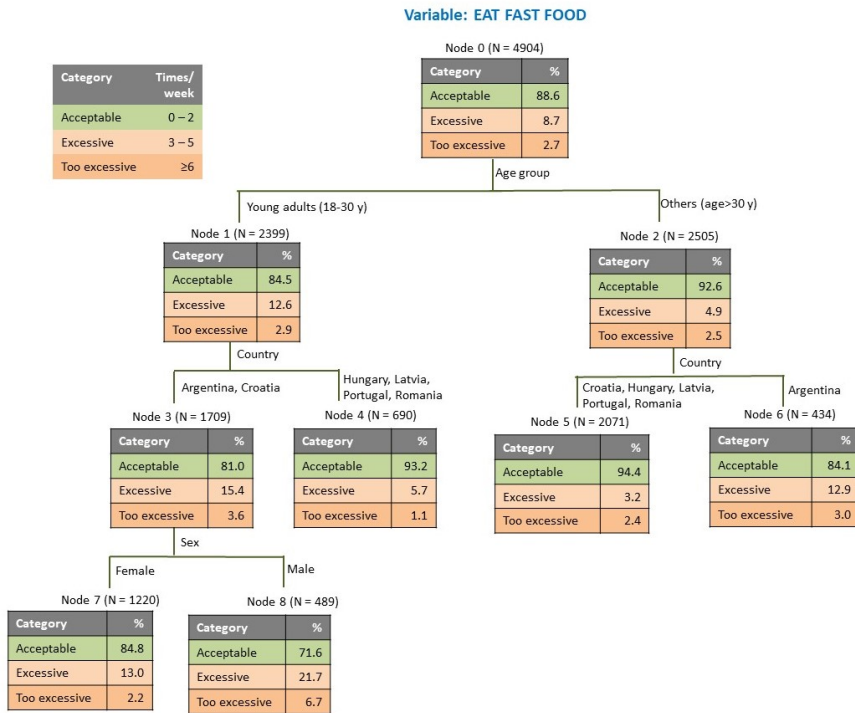 Variable: EAT FAST FOOD
Node 0 (N = 4904)
Category %
Acceptable 88.6
Excessive 8.7
Too excessive 2.7
Category Times/
week
Acceptable 0 – 2
Excessive 3 – 5
Too excessive ≥6
Age group
Young adults (18-30 y)
Others (age>30 y)
Node 1 (N = 2399)
Category %
Acceptable 84.5
Excessive 12.6
Too excessive 2.9
Node 2 (N = 2505)
Category %
Acceptable 92.6
Excessive 4.9
Too excessive 2.5
Country
Country
Argentina, Croatia
Hungary, Latvia,
Portugal, Romania
Croatia, Hungary, Latvia,
Portugal, Romania
Argentina
Node 3 (N = 1709)
Category %
Acceptable 81.0
Excessive 15.4
Too excessive 3.6
Node 4 (N = 690)
Category %
Acceptable 93.2
Excessive 5.7
Too excessive 1.1
Node 5 (N = 2071)
Category %
Acceptable 94.4
Excessive 3.2
Too excessive 2.4
Node 6 (N = 434)
Category %
Acceptable 84.1
Excessive 12.9
Too excessive 3.0
Sex
Female
Male
Node 7 (N = 1220)
Category %
Acceptable 84.8
Excessive 13.0
Too excessive 2.2
Node 8 (N = 489)
Category %
Acceptable 71.6
Excessive 21.7
Too excessive 6.7